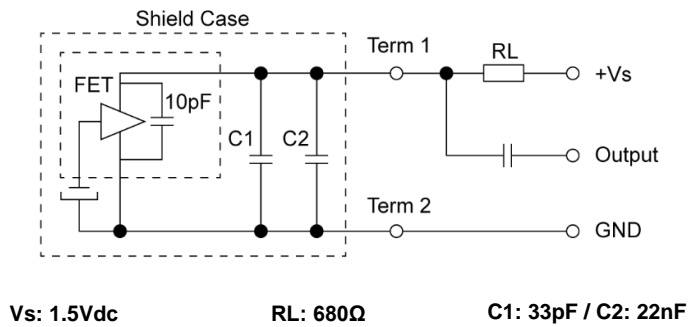 Shield Case
Term 1
RL
FET
+Vs
10pF
C1
C2
Output
Term 2
GND
Vs: 1.5Vdc
RL: 680Ω
C1: 33pF / C2: 22nF